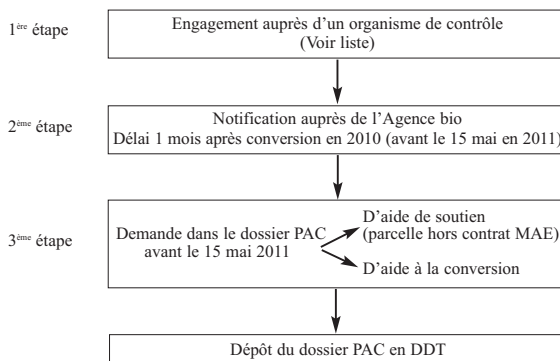 1ère étape
Engagement auprès d'un organisme de contrôle
(Voir liste)
2ème étape
Notification auprès de l'Agence bio
Délai 1 mois après conversion en 2010 (avant le 15 mai en 2011)
3ème étape
Demande dans le dossier PAC
avant le 15 mai 2011
D'aide de soutien
(parcelle hors contrat MAE)
D'aide à la conversion
Dépôt du dossier PAC en DDT